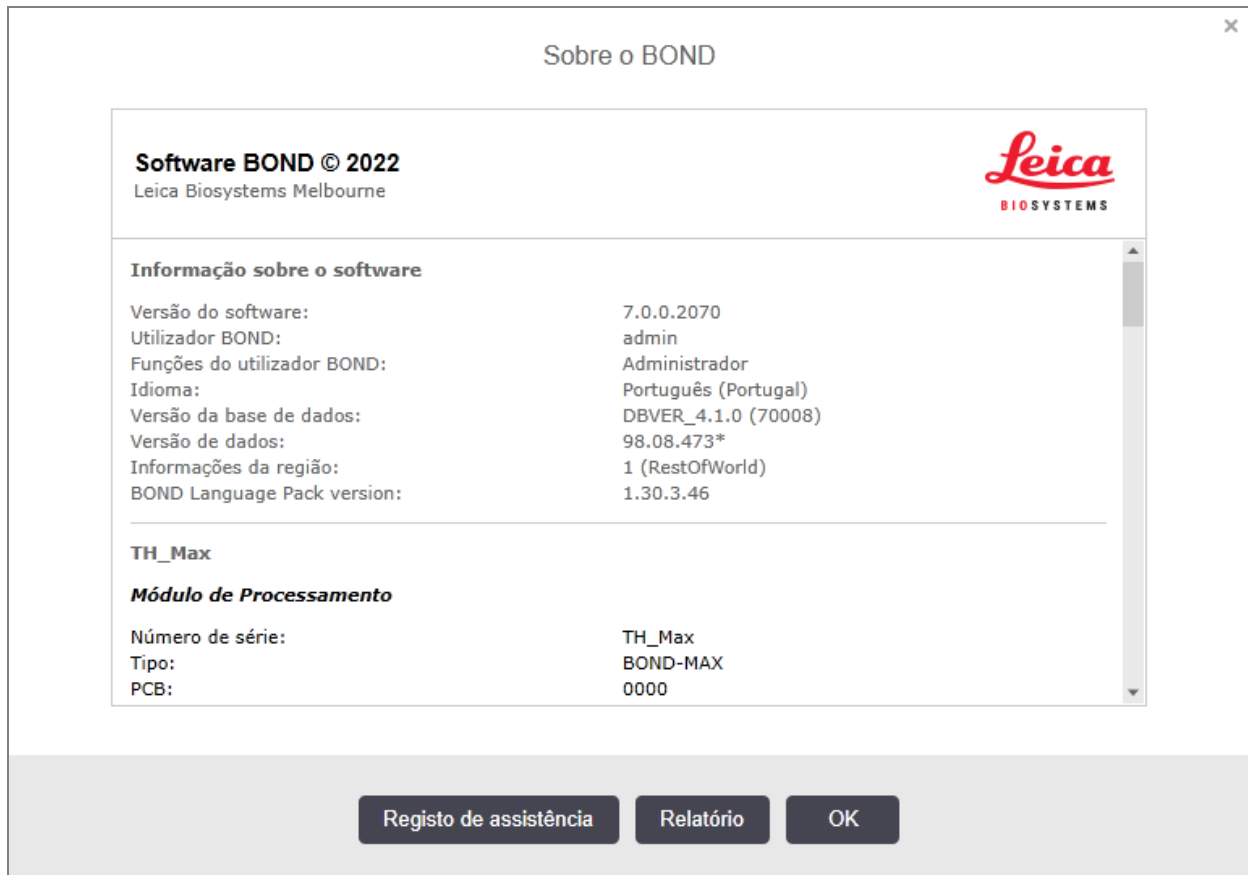 Sobre o BOND
Software BOND © 2022
Leica Biosystems Melbourne
Leica
BIOSYSTEMS
Informação sobre o software
Versão do software: 7.0.0.2070
Utilizador BOND: admin
Funções do utilizador BOND: Administrador
Idioma: Português (Portugal)
Versão da base de dados: DBVER_4.1.0 (70008)
Versão de dados: 98.08.473*
Informações da região: 1 (RestOfWorld)
BOND Language Pack version: 1.30.3.46
TH_Max
Módulo de Processamento
Número de série: TH_Max
Tipo: BOND-MAX
PCB: 0000
Registo de assistência Relatório OK